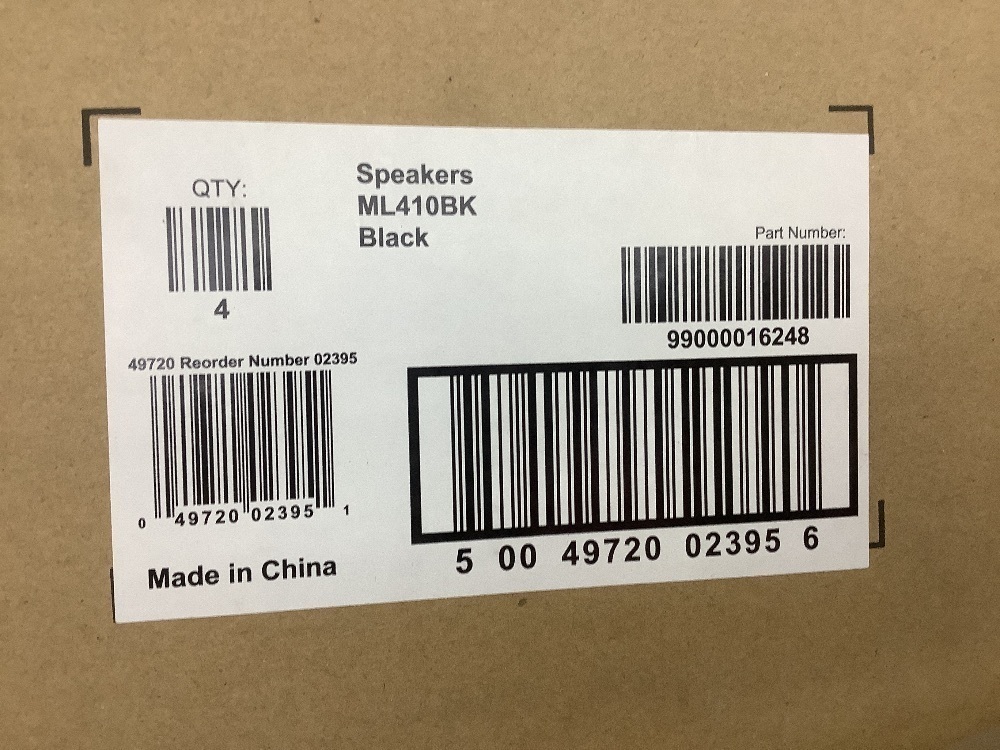 QTY:
4
Speakers
ML410BK
Black
Part Number:
99000016248
49720 Reorder Number 02395
0 49720 02395 1
5 00 49720 02395 6
Made in China